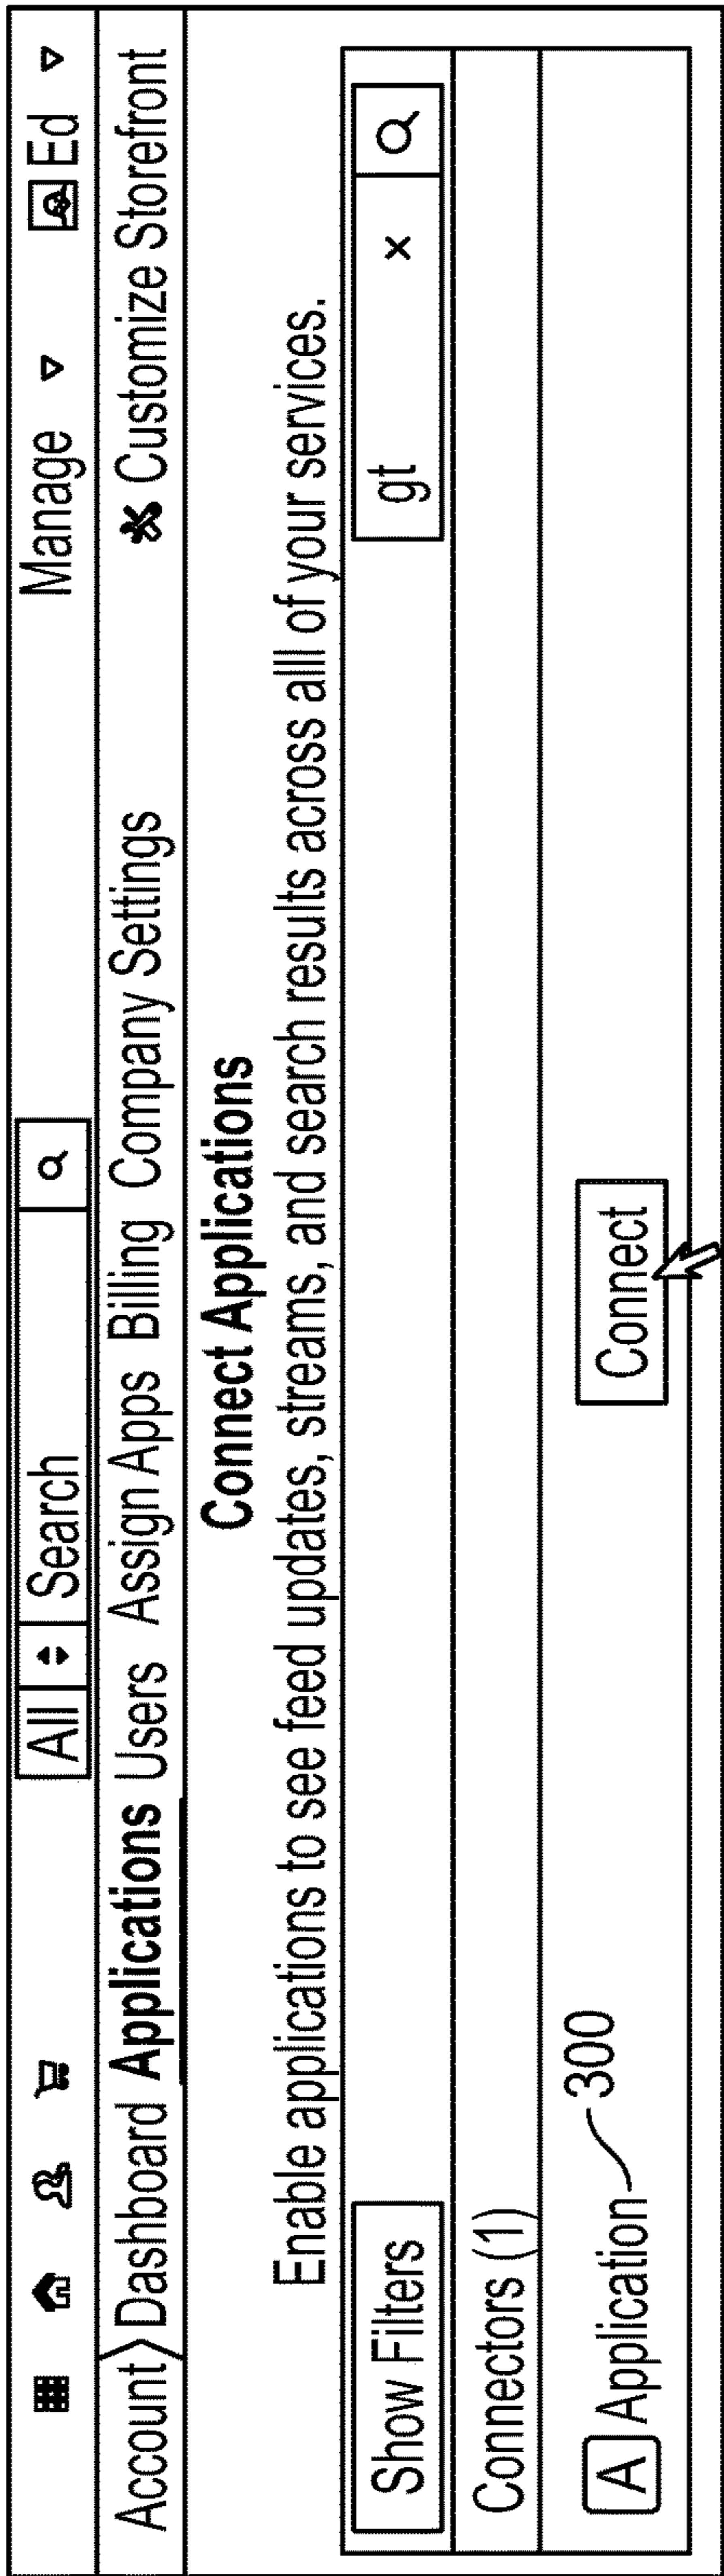 All Search Manage Ed
Account Dashboard Applications Users Assign Apps Billing Company Settings Customize Storefront
Connect Applications
Enable applications to see feed updates, streams, and search results across alll of your services.
Show Filters gt x
Connectors (1)
A Application 300 Connect